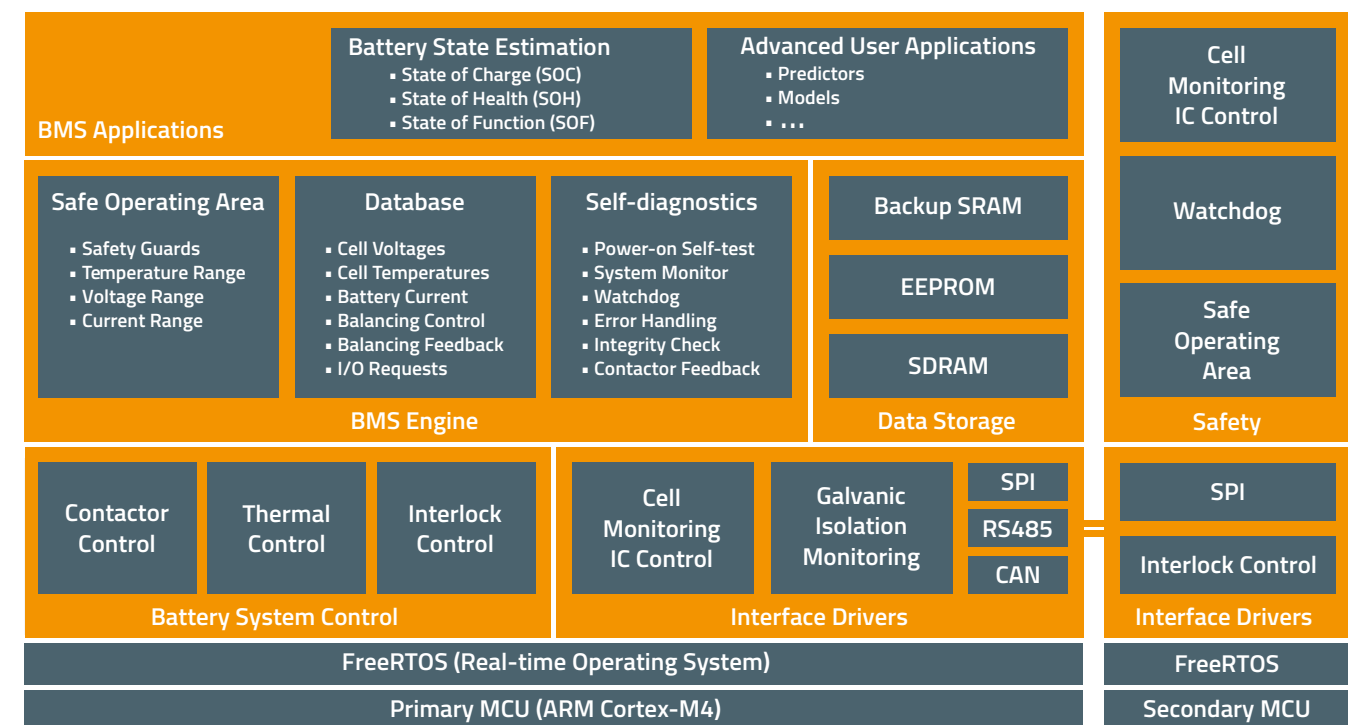 BMS Applications
Battery State Estimation
▪ State of Charge (SOC)
▪ State of Health (SOH)
▪ State of Function (SOF)
Advanced User Applications
▪ Predictors
▪ Models
▪ ...
Safe Operating Area
▪ Safety Guards
▪ Temperature Range
▪ Voltage Range
▪ Current Range
Database
▪ Cell Voltages
▪ Cell Temperatures
▪ Battery Current
▪ Balancing Control
▪ Balancing Feedback
▪ I/O Requests
Self-diagnostics
▪ Power-on Self-test
▪ System Monitor
▪ Watchdog
▪ Error Handling
▪ Integrity Check
▪ Contactor Feedback
BMS Engine
Backup SRAM
EEPROM
SDRAM
Data Storage
Contactor
Control
Thermal
Control
Interlock
Control
Battery System Control
Cell
Monitoring
IC Control
Galvanic
Isolation
Monitoring
SPI
RS485
CAN
Interface Drivers
FreeRTOS (Real-time Operating System)
Primary MCU (ARM Cortex-M4)
Cell
Monitoring
IC Control
Watchdog
Safe
Operating
Area
Safety
SPI
Interlock Control
Interface Drivers
FreeRTOS
Secondary MCU